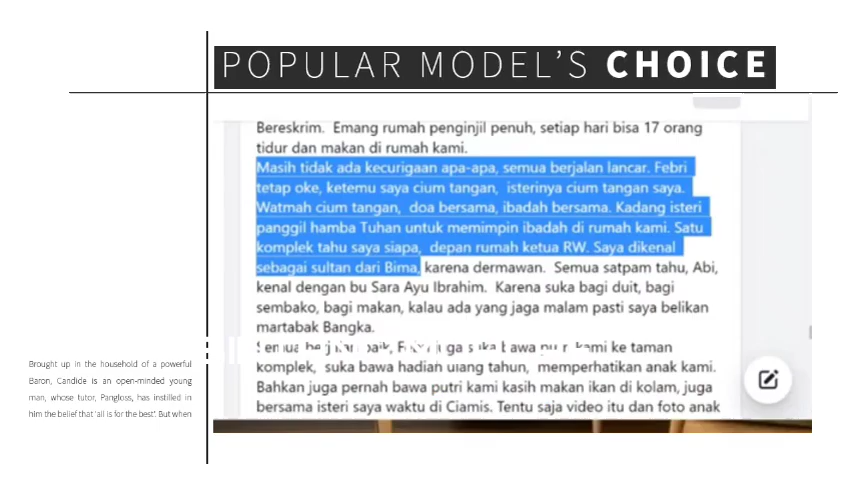 POPULAR MODEL'S CHOICE
Bereskrim. Emang rumah penginjil penuh, setiap hari bisa 17 orang
tidur dan makan di rumah kami.
Masih tidak ada kecurigaan apa-apa, semua berjalan lancar. Febri
tetap oke, ketemu saya cium tangan, isterinya cium tangan saya.
Watmah cium tangan, doa bersama, ibadah bersama. Kadang isteri
panggil hamba Tuhan untuk memimpin ibadah di rumah kami. Satu
komplek tahu saya siapa, depan rumah ketua RW. Saya dikenal
sebagai sultan dari Bima, karena dermawan. Semua satpam tahu, Abi,
kenal dengan bu Sara Ayu Ibrahim. Karena suka bagi duit, bagi
sembako, bagi makan, kalau ada yang jaga malam pasti saya belikan
martabak Bangka.
Semua baik, juga suka bawa kami ke taman
komplek, suka bawa hadiah ulang tahun, memperhatikan anak kami.
Bahkan juga pernah bawa putri kami kasih makan ikan di kolam, juga
bersama isteri saya waktu di Ciamis. Tentu saja video itu dan foto anak
Brought up in the household of a powerful
Baron, Candide is an open-minded young
man, whose tutor, Pangloss, has instilled in
him the belief that 'all is for the best'. But when